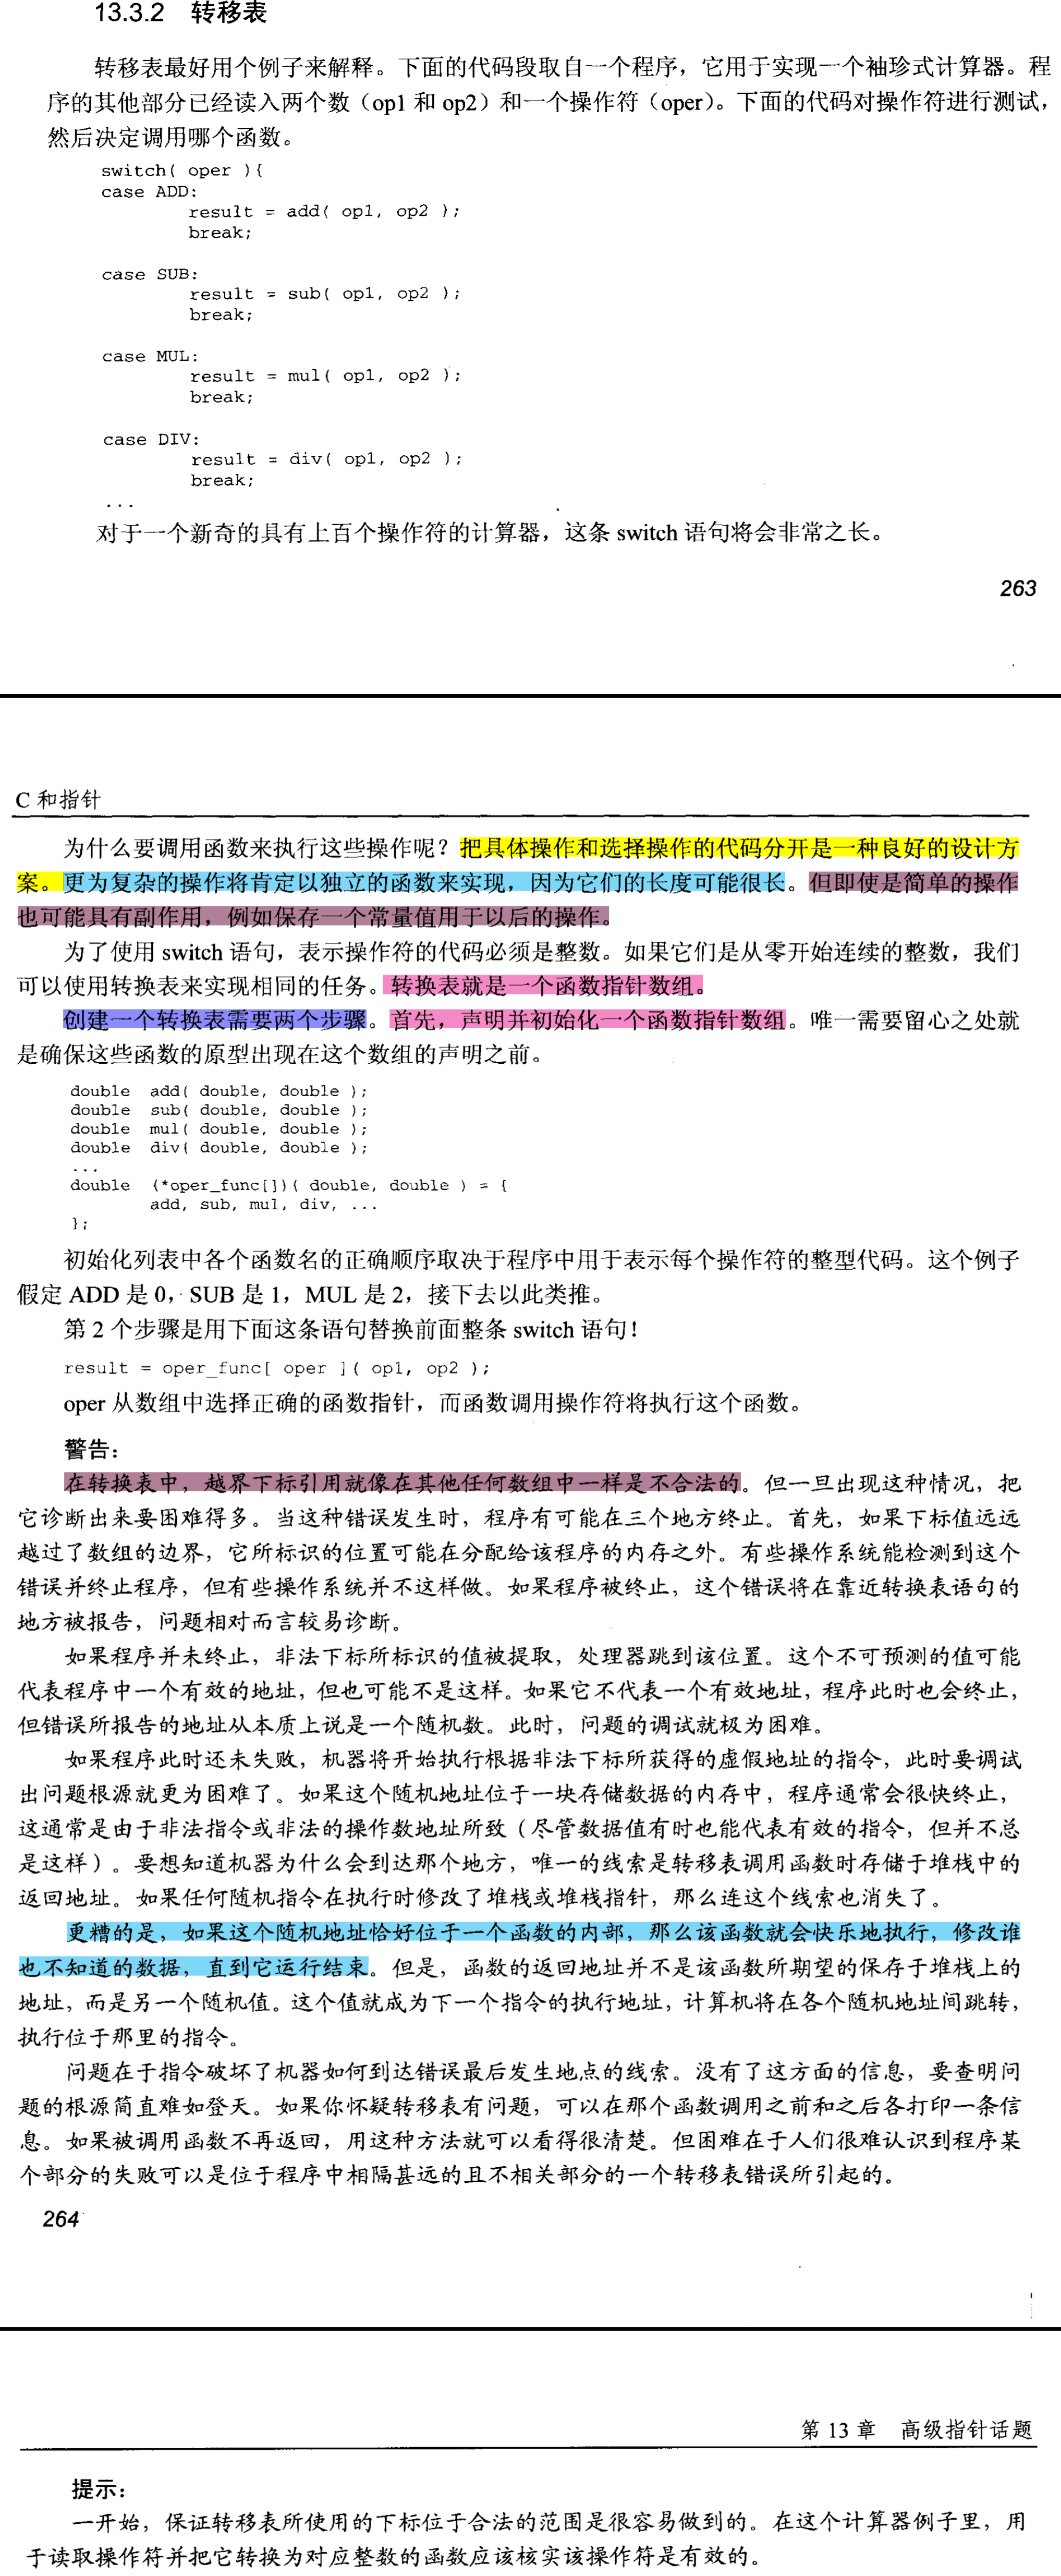 13.3.2 转移表
转移表最好用个例子来解释。下面的代码段取自一个程序，它用于实现一个袖珍式计算器。程
序的其他部分已经读入两个数（op1 和 op2）和一个操作符（oper）。下面的代码对操作符进行测试，
然后决定调用哪个函数。
switch( oper ){
case ADD:
result = add( op1, op2 );
break;
case SUB:
result = sub( op1, op2 );
break;
case MUL:
result = mul( op1, op2 );
break;
case DIV:
result = div( op1, op2 );
break;
...
对于一个新奇的具有上百个操作符的计算器，这条 switch 语句将会非常之长。
263
C 和指针
为什么要调用函数来执行这些操作呢？把具体操作和选择操作的代码分开是一种良好的设计方
案。更为复杂的操作将肯定以独立的函数来实现，因为它们的长度可能很长。但即使是简单的操作
也可能具有副作用，例如保存一个常量值用于以后的操作。
为了使用 switch 语句，表示操作符的代码必须是整数。如果它们是从零开始连续的整数，我们
可以使用转换表来实现相同的任务。转换表就是一个函数指针数组。
创建一个转换表需要两个步骤。首先，声明并初始化一个函数指针数组。唯一需要留心之处就
是确保这些函数的原型出现在这个数组的声明之前。
double add( double, double );
double sub( double, double );
double mul( double, double );
double div( double, double );
...
double (*oper_func[])( double, double ) = {
add, sub, mul, div, ...
};
初始化列表中各个函数名的正确顺序取决于程序中用于表示每个操作符的整型代码。这个例子
假定 ADD 是 0，SUB 是 1，MUL 是 2，接下去以此类推。
第 2 个步骤是用下面这条语句替换前面整条 switch 语句！
result = oper_func[ oper ]( op1, op2 );
oper 从数组中选择正确的函数指针，而函数调用操作符将执行这个函数。
警告：
在转换表中，越界下标引用就像在其他任何数组中一样是不合法的。但一旦出现这种情况，把
它诊断出来要困难得多。当这种错误发生时，程序有可能在三个地方终止。首先，如果下标值远远
越过了数组的边界，它所标识的位置可能在分配给该程序的内存之外。有些操作系统能检测到这个
错误并终止程序，但有些操作系统并不这样做。如果程序被终止，这个错误将在靠近转换表语句的
地方被报告，问题相对而言较易诊断。
如果程序并未终止，非法下标所标识的值被提取，处理器跳到该位置。这个不可预测的值可能
代表程序中一个有效的地址，但也可能不是这样。如果它不代表一个有效地址，程序此时也会终止，
但错误所报告的地址从本质上说是一个随机数。此时，问题的调试就极为困难。
如果程序此时还未失败，机器将开始执行根据非法下标所获得的虚假地址的指令，此时要调试
出问题根源就更为困难了。如果这个随机地址位于一块存储数据的内存中，程序通常会很快终止，
这通常是由于非法指令或非法的操作数地址所致（尽管数据值有时也能代表有效的指令，但并不总
是这样）。要想知道机器为什么会到达那个地方，唯一的线索是转移表调用函数时存储于堆栈中的
返回地址。如果任何随机指令在执行时修改了堆栈或堆栈指针，那么连这个线索也消失了。
更糟的是，如果这个随机地址恰好位于一个函数的内部，那么该函数就会快乐地执行，修改谁
也不知道的数据，直到它运行结束。但是，函数的返回地址并不是该函数所期望的保存于堆栈上的
地址，而是另一个随机值。这个值就成为下一个指令的执行地址，计算机将在各个随机地址间跳转，
执行位于那里的指令。
问题在于指令破坏了机器如何到达错误最后发生地点的线索。没有了这方面的信息，要查明问
题的根源简直难如登天。如果你怀疑转移表有问题，可以在那个函数调用之前和之后各打印一条信
息。如果被调用函数不再返回，用这种方法就可以看得很清楚。但困难在于人们很难认识到程序某
个部分的失败可以是位于程序中相隔甚远的且不相关部分的一个转移表错误所引起的。
264
第 13 章 高级指针话题
提示：
一开始，保证转移表所使用的下标位于合法的范围是很容易做到的。在这个计算器例子里，用
于读取操作符并把它转换为对应整数的函数应该核实该操作符是有效的。